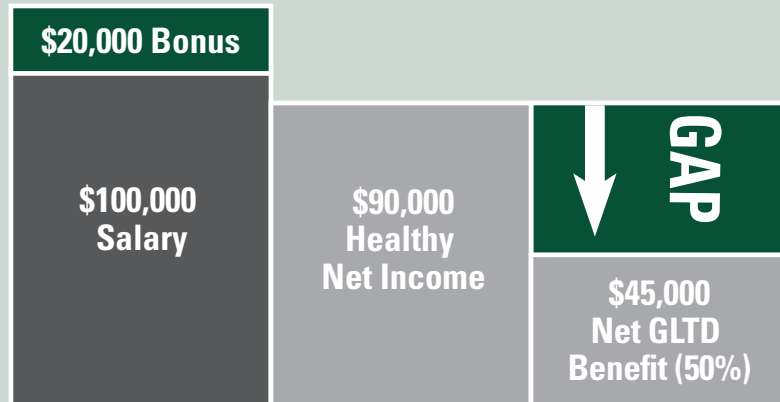 $20,000 Bonus
$100,000
Salary
$90,000
Healthy
Net Income
GAP
$45,000
Net GLTD
Benefit (50%)